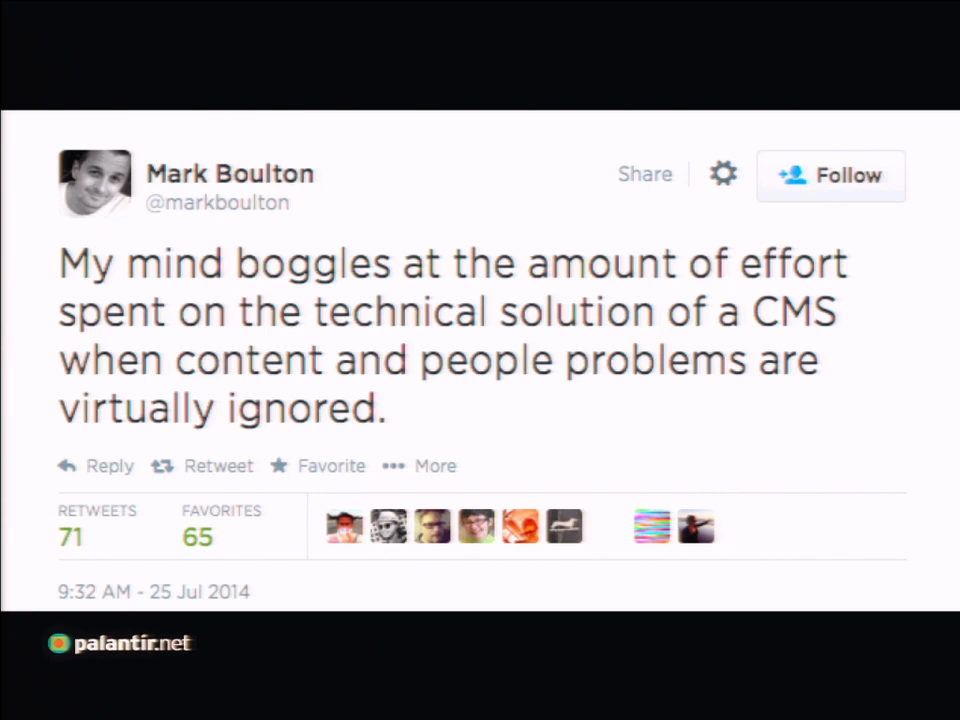 Mark Boulton
@markboulton
Share
Follow
My mind boggles at the amount of effort
spent on the technical solution of a CMS
when content and people problems are
virtually ignored.
Reply Retweet Favorite More
RETWEETS FAVORITES
71 65
9:32 AM - 25 Jul 2014
palantir.net